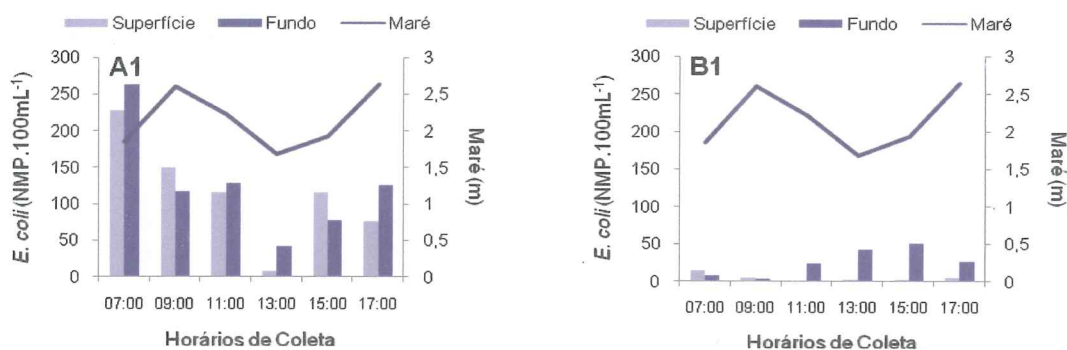 Superfície Fundo Maré
A1
300
250
200
150
100
50
0
E. coli (NMP.100mL-1)
3
2,5
2
1,5
1
0,5
0
Maré (m)
07:00 09:00 11:00 13:00 15:00 17:00
Horários de Coleta
Superfície Fundo Maré
B1
300
250
200
150
100
50
0
E. coli (NMP.100mL-1)
3
2,5
2
1,5
1
0,5
0
Maré (m)
07:00 09:00 11:00 13:00 15:00 17:00
Horários de Coleta